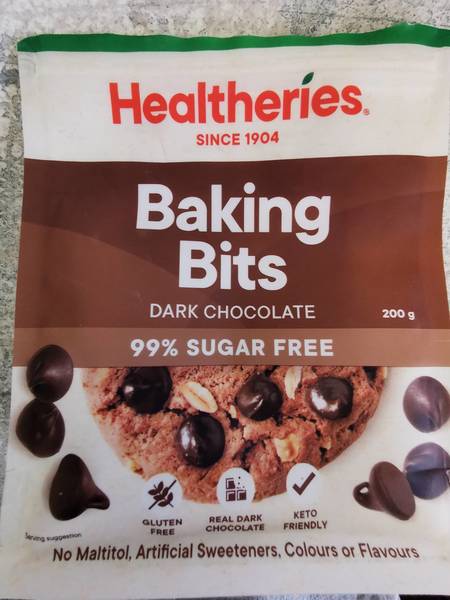 Healtheries®
SINCE 1904
Baking
Bits
DARK CHOCOLATE
200 g
99% SUGAR FREE
GLUTEN
FREE
REAL DARK
CHOCOLATE
KETO
FRIENDLY
Serving suggestion
No Maltitol, Artificial Sweeteners, Colours or Flavours